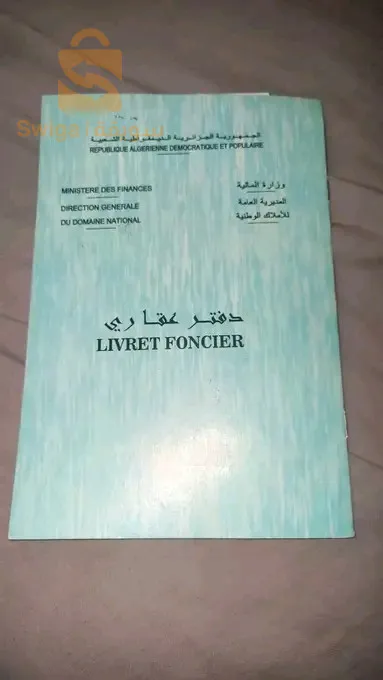 الجمهورية الجزائرية الديمقراطية الشعبية
REPUBLIQUE ALGERIENNE DEMOCRATIQUE ET POPULAIRE
MINISTERE DES FINANCES
DIRECTION GENERALE
DU DOMAINE NATIONAL
وزارة المالية
المديرية العامة
للأملاك الوطنية
دفتر عقاري
LIVRET FONCIER